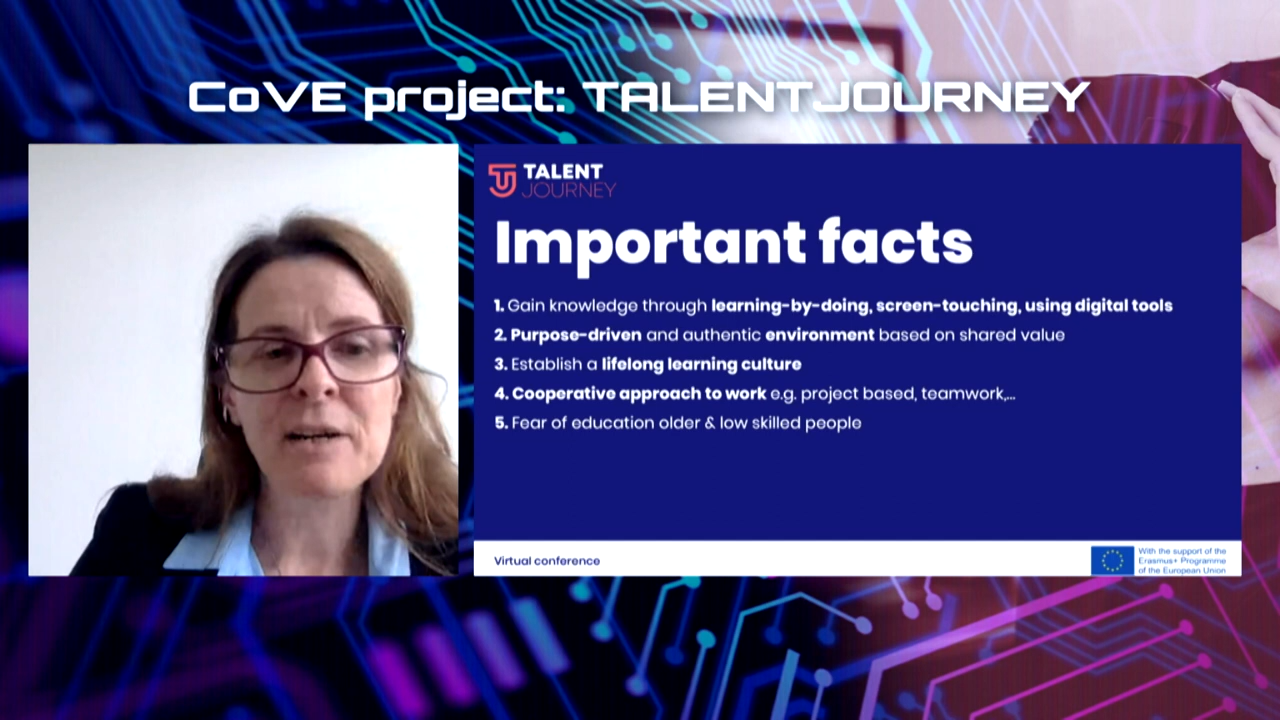 CoVE project: TALENTJOURNEY
TALENT
JOURNEY
Important facts
1. Gain knowledge through learning-by-doing, screen-touching, using digital tools
2. Purpose-driven and authentic environment based on shared value
3. Establish a lifelong learning culture
4. Cooperative approach to work e.g. project based, teamwork,...
5. Fear of education older & low skilled people
Virtual conference
With the support of the
Erasmus+ Programme
of the European Union